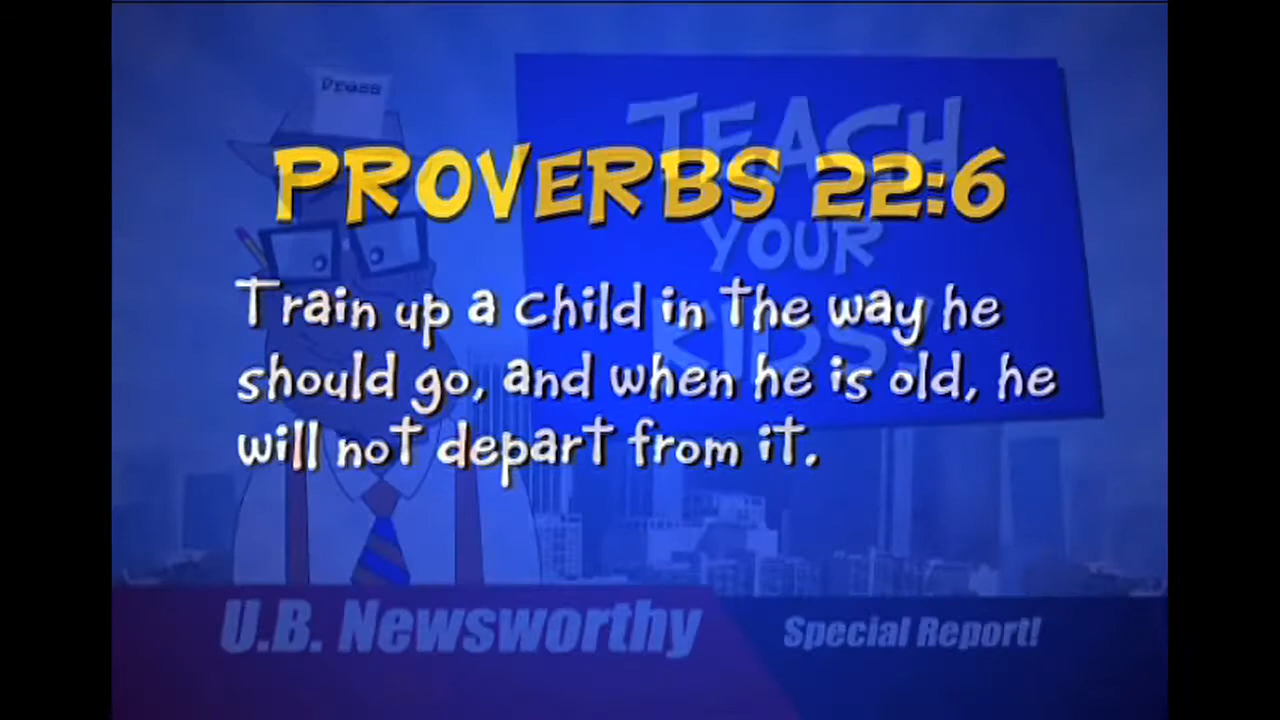 Press
TEACH
PROVERBS 22:6
YOUR
KIDS!
Train up a child in the way he
should go, and when he is old, he
will not depart from it.
U.B. Newsworthy
Special Report!